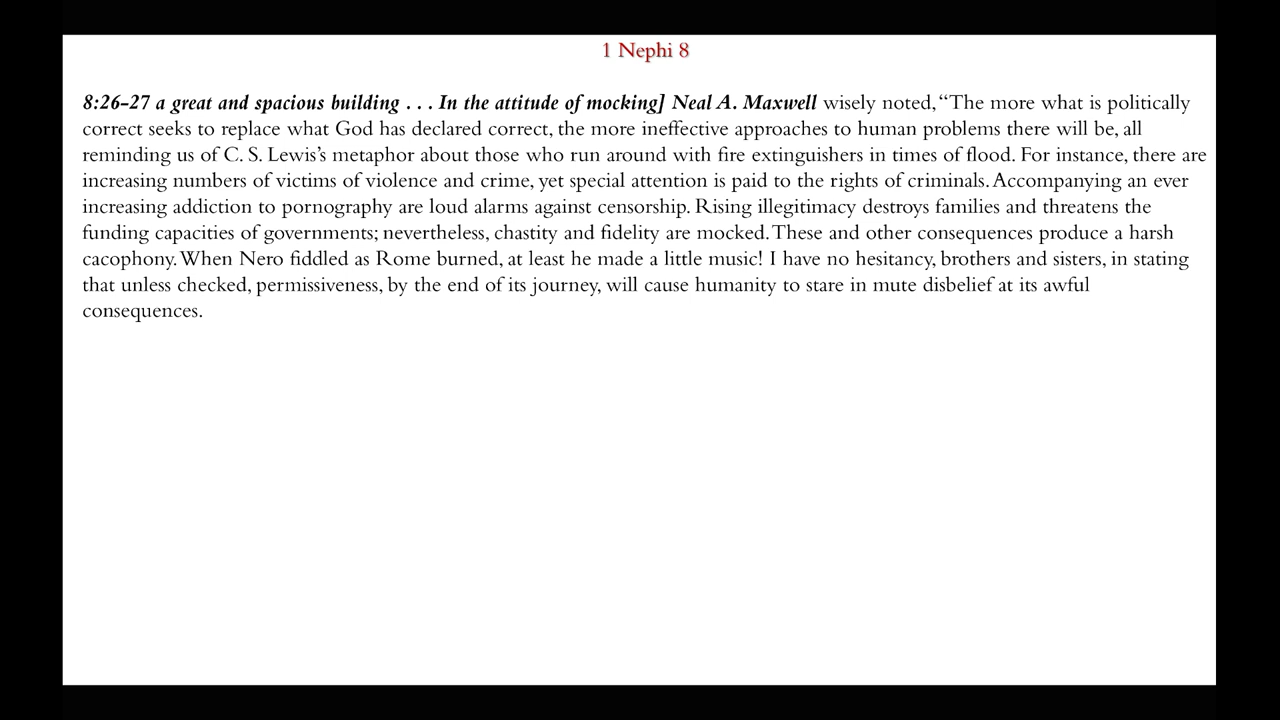 1 Nephi 8
8:26-27 a great and spacious building . . . In the attitude of mocking] Neal A. Maxwell wisely noted, “The more what is politically
correct seeks to replace what God has declared correct, the more ineffective approaches to human problems there will be, all
reminding us of C. S. Lewis’s metaphor about those who run around with fire extinguishers in times of flood. For instance, there are
increasing numbers of victims of violence and crime, yet special attention is paid to the rights of criminals. Accompanying an ever
increasing addiction to pornography are loud alarms against censorship. Rising illegitimacy destroys families and threatens the
funding capacities of governments; nevertheless, chastity and fidelity are mocked. These and other consequences produce a harsh
cacophony. When Nero fiddled as Rome burned, at least he made a little music! I have no hesitancy, brothers and sisters, in stating
that unless checked, permissiveness, by the end of its journey, will cause humanity to stare in mute disbelief at its awful
consequences.